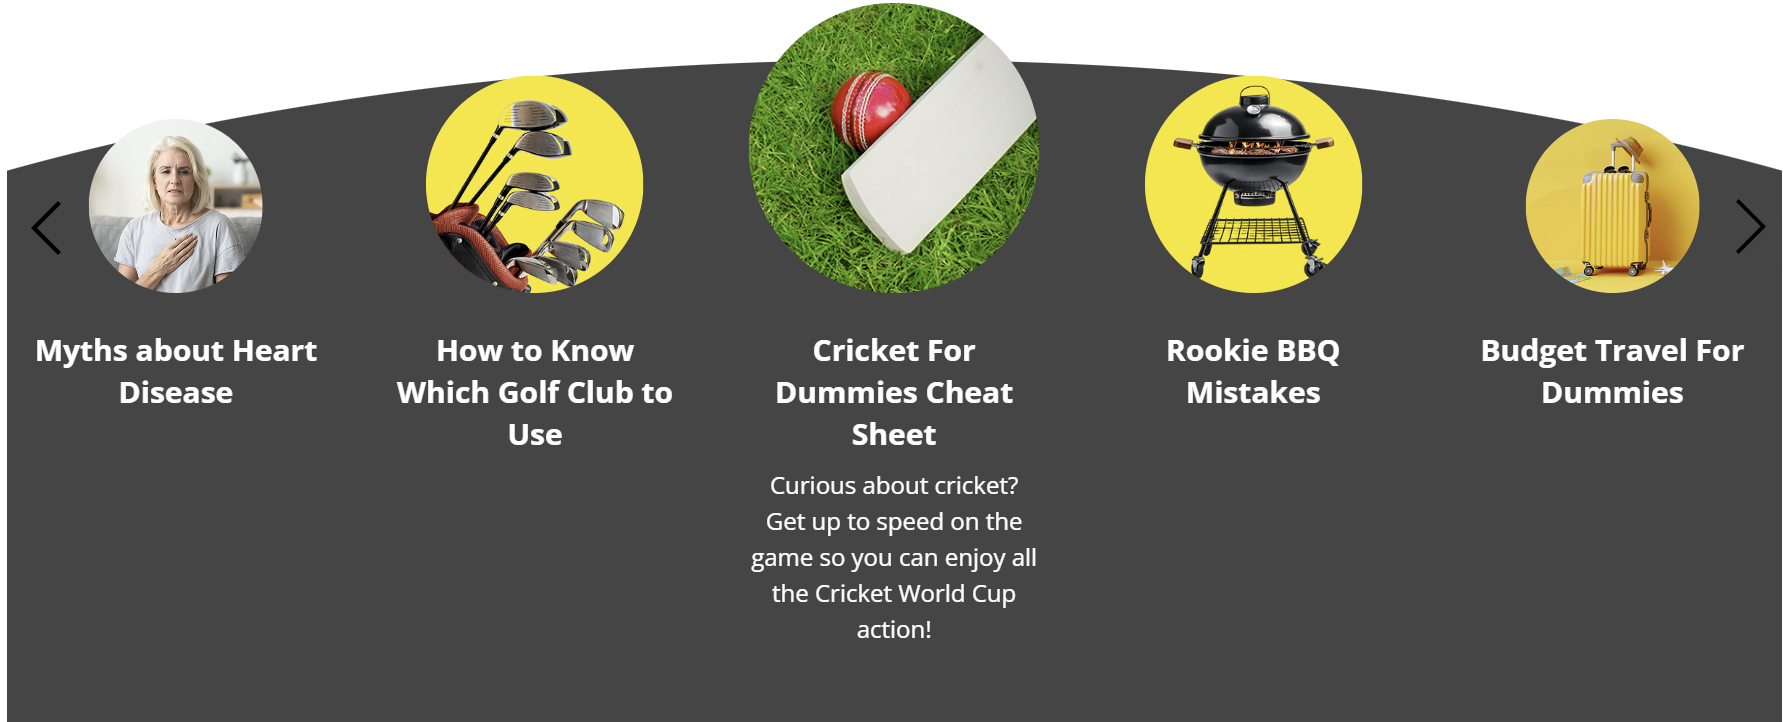 Myths about Heart
Disease
How to Know
Which Golf Club to
Use
Cricket For
Dummies Cheat
Sheet
Curious about cricket?
Get up to speed on the
game so you can enjoy all
the Cricket World Cup
action!
Rookie BBQ
Mistakes
Budget Travel For
Dummies